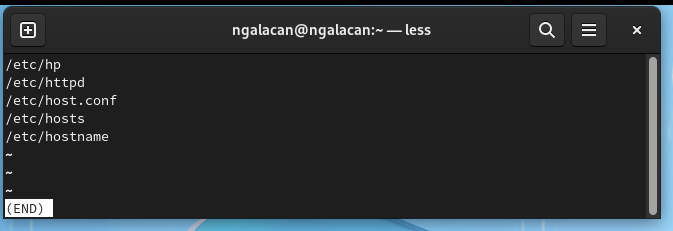 ngalacan@ngalacan:~ — less
/etc/hp
/etc/httpd
/etc/host.conf
/etc/hosts
/etc/hostname
~
~
~
(END)